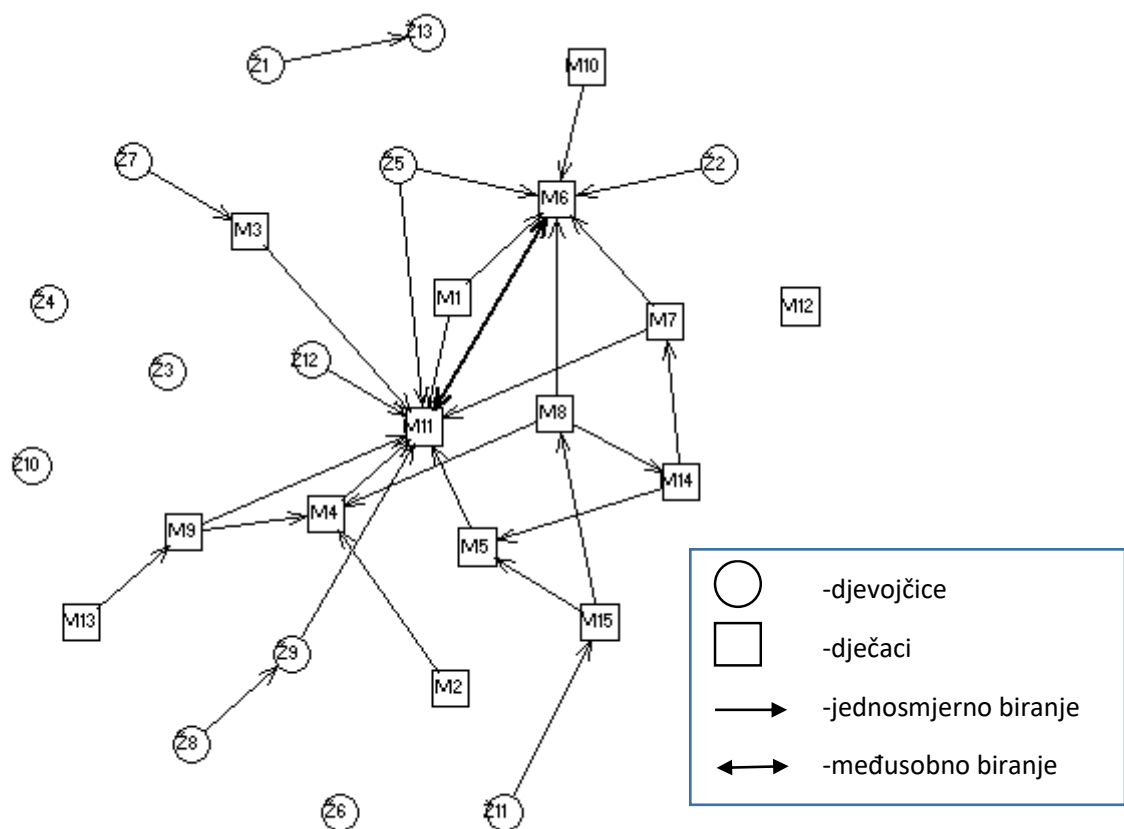 Ž13
Ž1
M10
Ž7
Ž5
Ž2
M6
M3
Ž4
M1
M12
M7
Ž12
Ž3
M8
M11
Ž10
M14
M4
M9
M5
-djevojčice
M13
M15
-dječaci
Ž9
M2
-jednosmjerno biranje
Ž8
-međusobno biranje
Ž6
Ž11